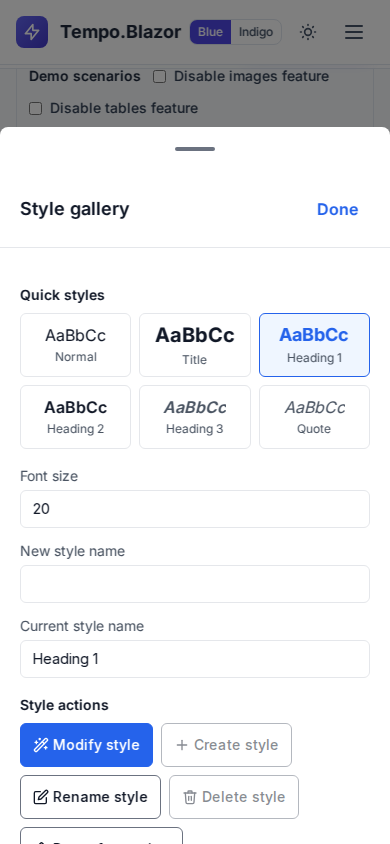 Tempo.Blazor Blue Indigo
Demo scenarios Disable images feature
Disable tables feature
Style gallery Done
Quick styles
AaBbCc AaBbCc AaBbCc
Normal Title Heading 1
AaBbCc AaBbCc AaBbCc
Heading 2 Heading 3 Quote
Font size
20
New style name
Current style name
Heading 1
Style actions
Modify style Create style
Rename style Delete style